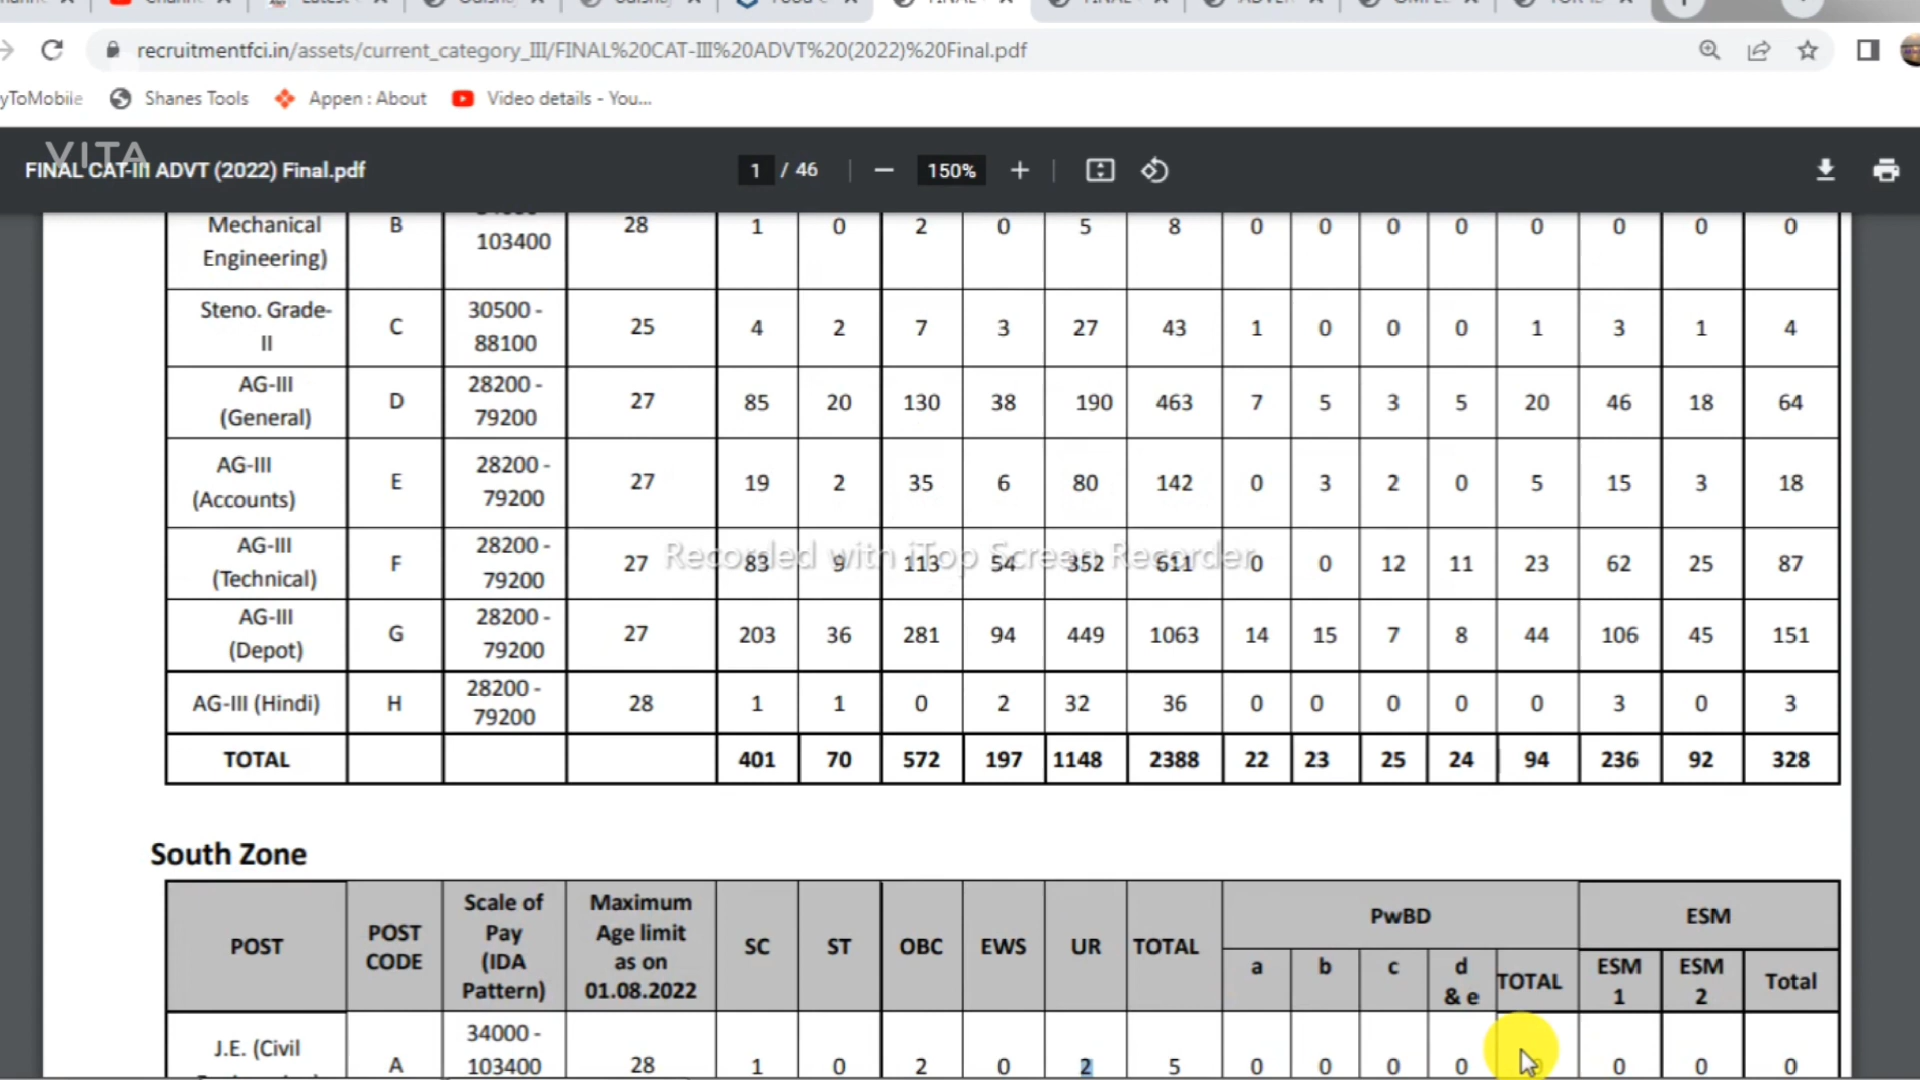 recruitmentfci.in/assets/current_category_III/FINAL%20CAT-III%20ADVT%20(2022)%20Final.pdf
yToMobile Shanes Tools Appen : About Video details - You...
VITA
FINAL CAT-III ADVT (2022) Final.pdf 1 / 46 150%
Mechanical Engineering) B 103400 28 1 0 2 0 5 8 0 0 0 0 0 0 0 0
Steno. Grade-II C 30500 - 88100 25 4 2 7 3 27 43 1 0 0 0 1 3 1 4
AG-III (General) D 28200 - 79200 27 85 20 130 38 190 463 7 5 3 5 20 46 18 64
AG-III (Accounts) E 28200 - 79200 27 19 2 35 6 80 142 0 3 2 0 5 15 3 18
AG-III (Technical) F 28200 - 79200 27 83 9 113 54 352 611 0 0 12 11 23 62 25 87
Recorded with iTop Screen Recorder
AG-III (Depot) G 28200 - 79200 27 203 36 281 94 449 1063 14 15 7 8 44 106 45 151
AG-III (Hindi) H 28200 - 79200 28 1 1 0 2 32 36 0 0 0 0 0 3 0 3
TOTAL 401 70 572 197 1148 2388 22 23 25 24 94 236 92 328
South Zone
POST POST CODE Scale of Pay (IDA Pattern) Maximum Age limit as on 01.08.2022 SC ST OBC EWS UR TOTAL PwBD ESM
a b c d & e TOTAL ESM 1 ESM 2 Total
J.E. (Civil A 34000 - 103400 28 1 0 2 0 2 5 0 0 0 0 0 0 0